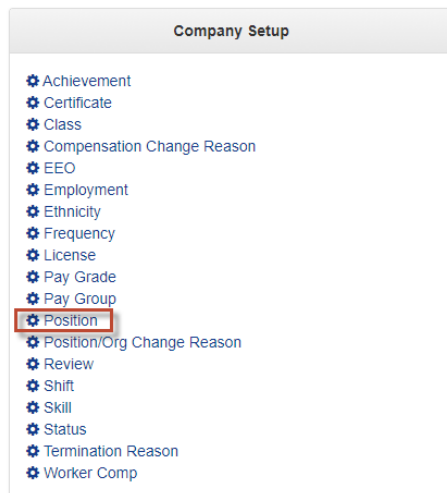 Company Setup
Achievement
Certificate
Class
Compensation Change Reason
EEO
Employment
Ethnicity
Frequency
License
Pay Grade
Pay Group
Position
Position/Org Change Reason
Review
Shift
Skill
Status
Termination Reason
Worker Comp